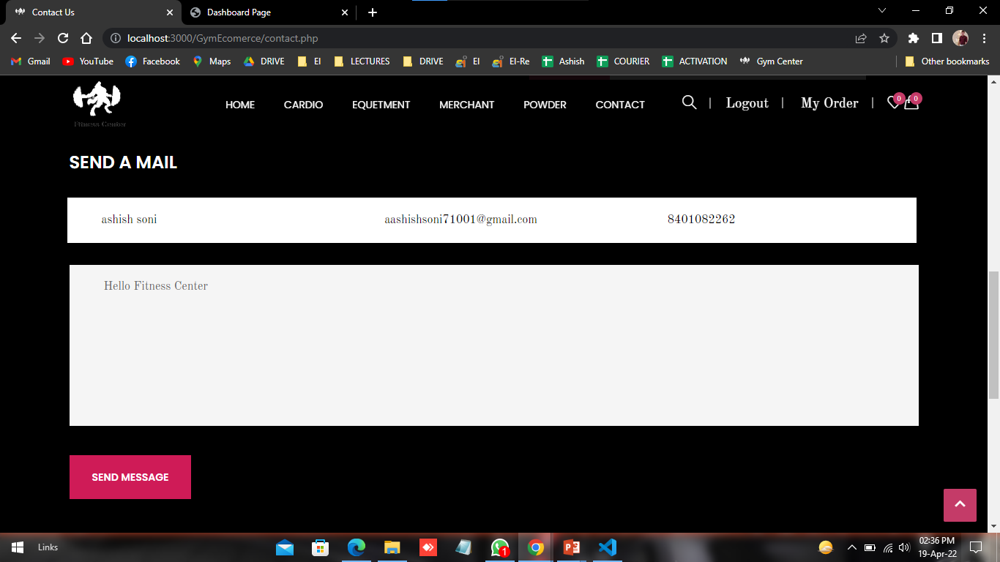 Contact Us
Dashboard Page
localhost:3000/GymEcomerce/contact.php
Gmail YouTube Facebook Maps DRIVE EI LECTURES DRIVE EI EI-Re Ashish COURIER ACTIVATION Gym Center Other bookmarks
Fitness Center
HOME CARDIO EQUETMENT MERCHANT POWDER CONTACT | Logout | My Order | 0 0
SEND A MAIL
ashish soni aashishsoni71001@gmail.com 8401082262
Hello Fitness Center
SEND MESSAGE
Links
1
02:36 PM
19-Apr-22